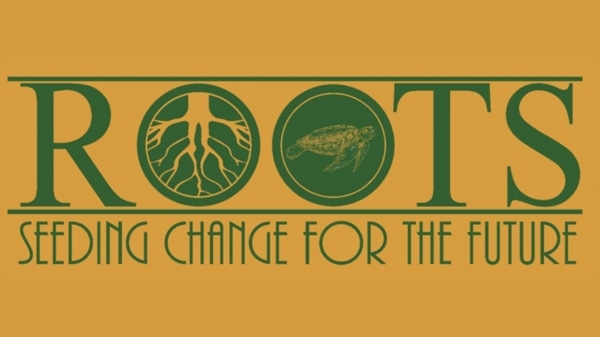 ROOTS
SEEDING CHANGE FOR THE FUTURE